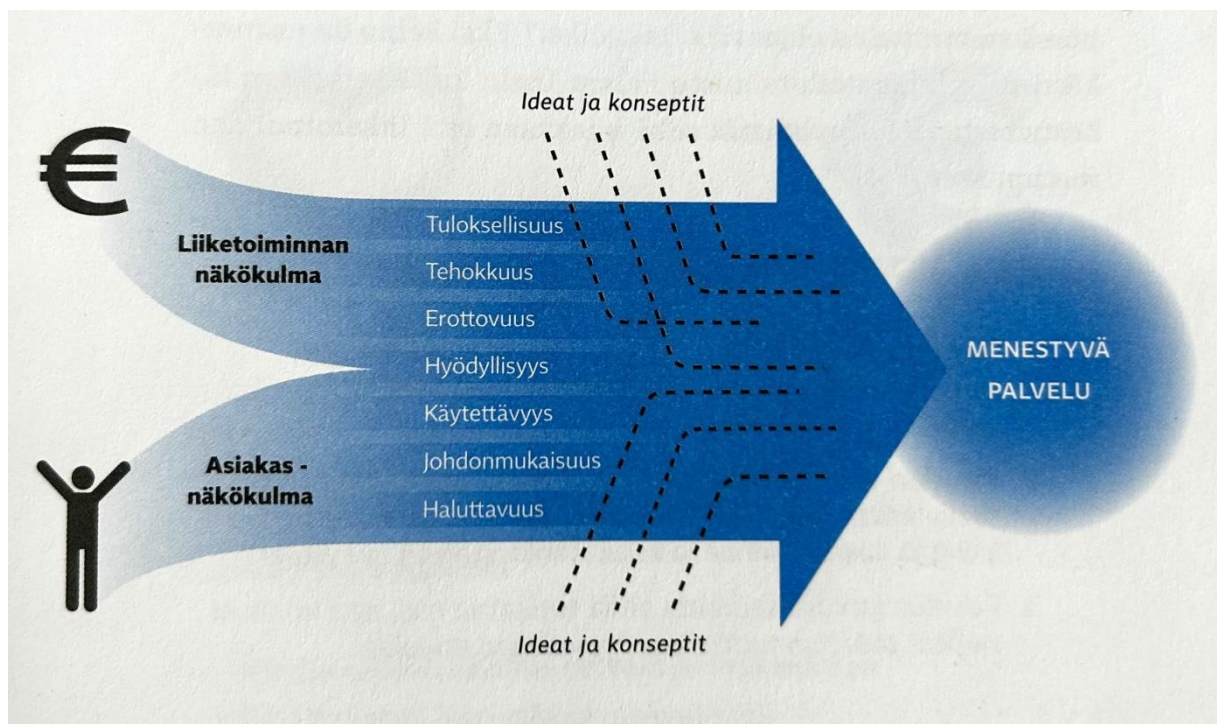 Ideat ja konseptit
€
Liiketoiminnan
näkökulma
Tuloksellisuus
Tehokkuus
Erottovuus
Hyödyllisyys
Käytettävyys
Johdonmukaisuus
Haluttavuus
Asiakas -
näkökulma
MENESTYVÄ
PALVELU
Ideat ja konseptit